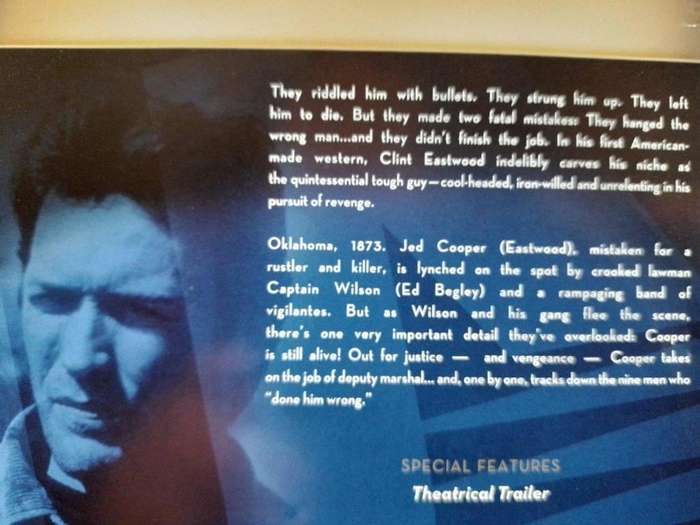 They riddled him with bullets. They strung him up. They left
him to die. But they made two fatal mistakes: They hanged the
wrong man...and they didn't finish the job. In his first American-
made western, Clint Eastwood indelibly carves his niche as
the quintessential tough guy—cool-headed, iron-willed and unrelenting in his
pursuit of revenge.
Oklahoma, 1873. Jed Cooper (Eastwood), mistaken for a
rustler and killer, is lynched on the spot by crooked lawman
Captain Wilson (Ed Begley) and a rampaging band of
vigilantes. But as Wilson and his gang flee the scene,
there's one very important detail they've overlooked: Cooper
is still alive! Out for justice — and vengeance — Cooper takes
on the job of deputy marshal... and, one by one, tracks down the nine men who
"done him wrong."
SPECIAL FEATURES
Theatrical Trailer